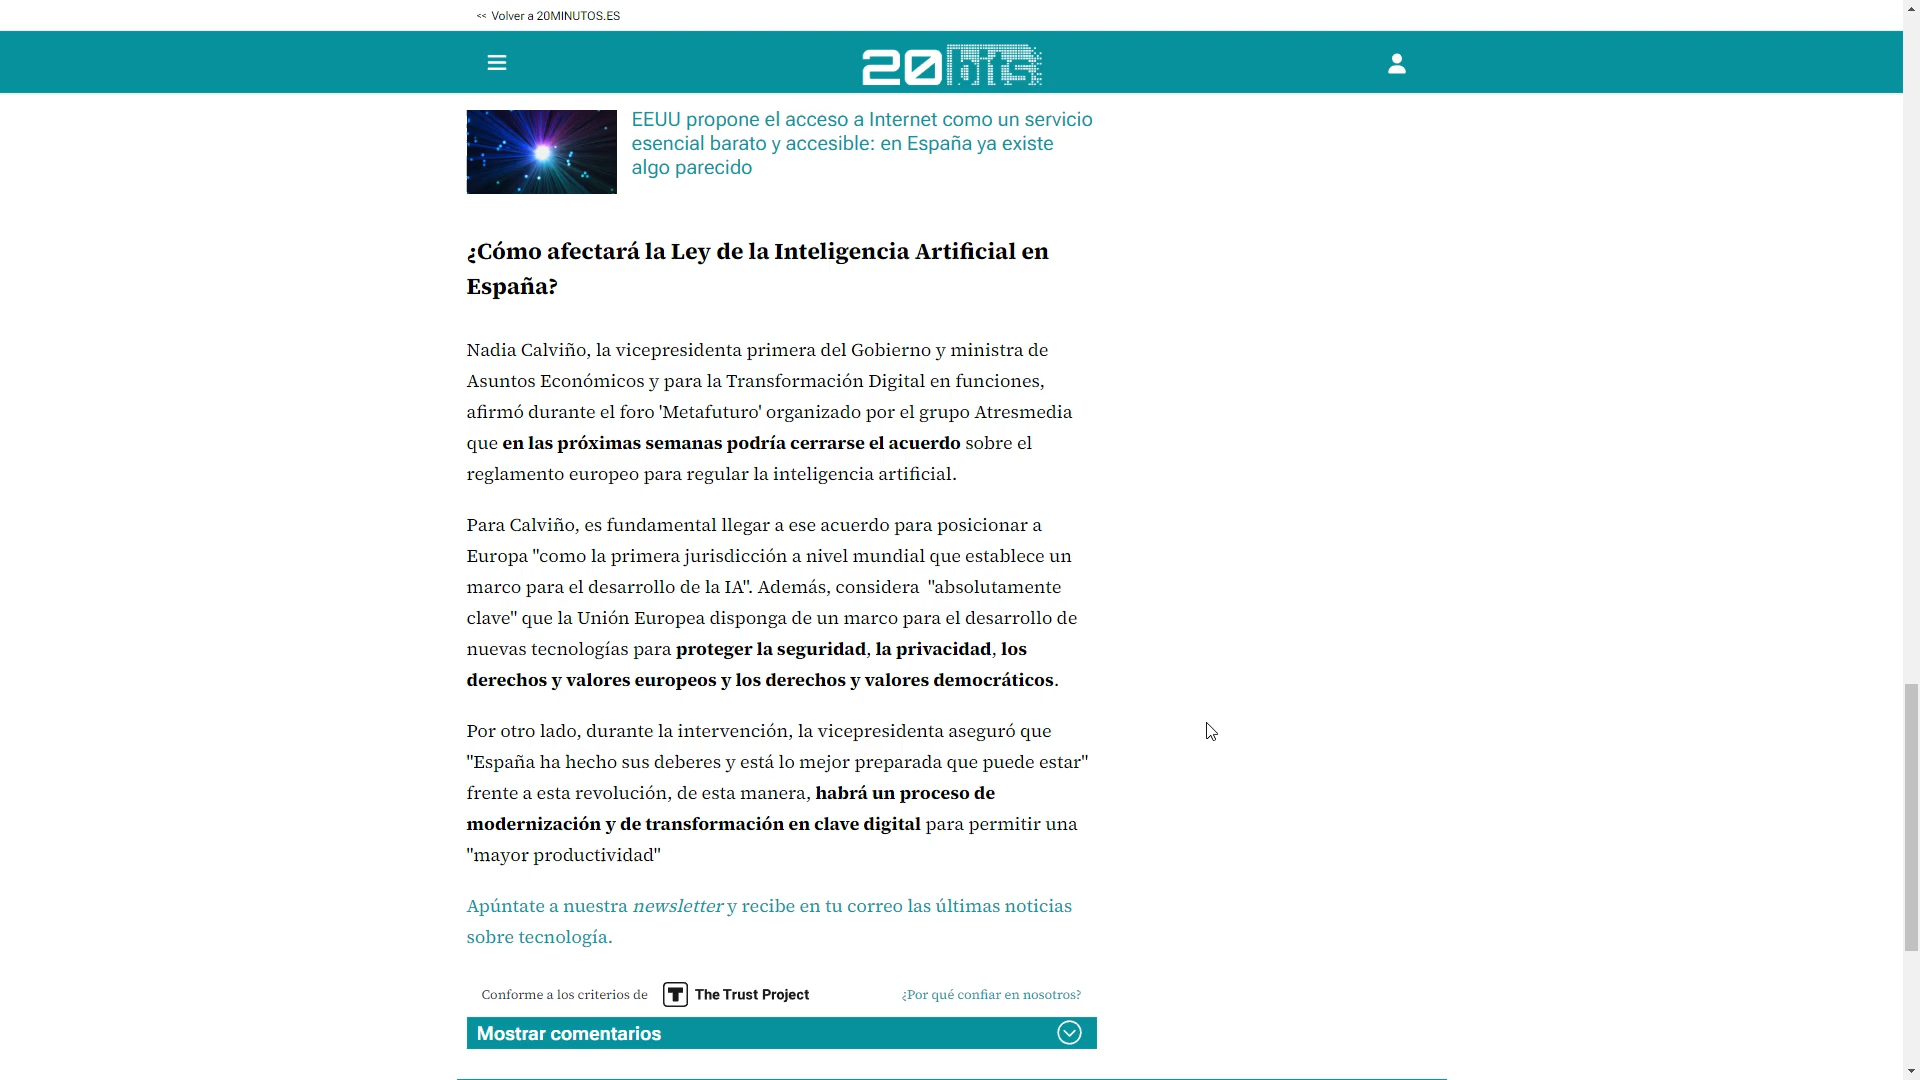 << Volver a 20MINUTOS.ES
20bits
EEUU propone el acceso a Internet como un servicio
esencial barato y accesible: en España ya existe
algo parecido
¿Cómo afectará la Ley de la Inteligencia Artificial en
España?
Nadia Calviño, la vicepresidenta primera del Gobierno y ministra de
Asuntos Económicos y para la Transformación Digital en funciones,
afirmó durante el foro 'Metafuturo' organizado por el grupo Atresmedia
que en las próximas semanas podría cerrarse el acuerdo sobre el
reglamento europeo para regular la inteligencia artificial.
Para Calviño, es fundamental llegar a ese acuerdo para posicionar a
Europa "como la primera jurisdicción a nivel mundial que establece un
marco para el desarrollo de la IA". Además, considera "absolutamente
clave" que la Unión Europea disponga de un marco para el desarrollo de
nuevas tecnologías para proteger la seguridad, la privacidad, los
derechos y valores europeos y los derechos y valores democráticos.
Por otro lado, durante la intervención, la vicepresidenta aseguró que
"España ha hecho sus deberes y está lo mejor preparada que puede estar"
frente a esta revolución, de esta manera, habrá un proceso de
modernización y de transformación en clave digital para permitir una
"mayor productividad"
Apúntate a nuestra newsletter y recibe en tu correo las últimas noticias
sobre tecnología.
Conforme a los criterios de T The Trust Project ¿Por qué confiar en nosotros?
Mostrar comentarios